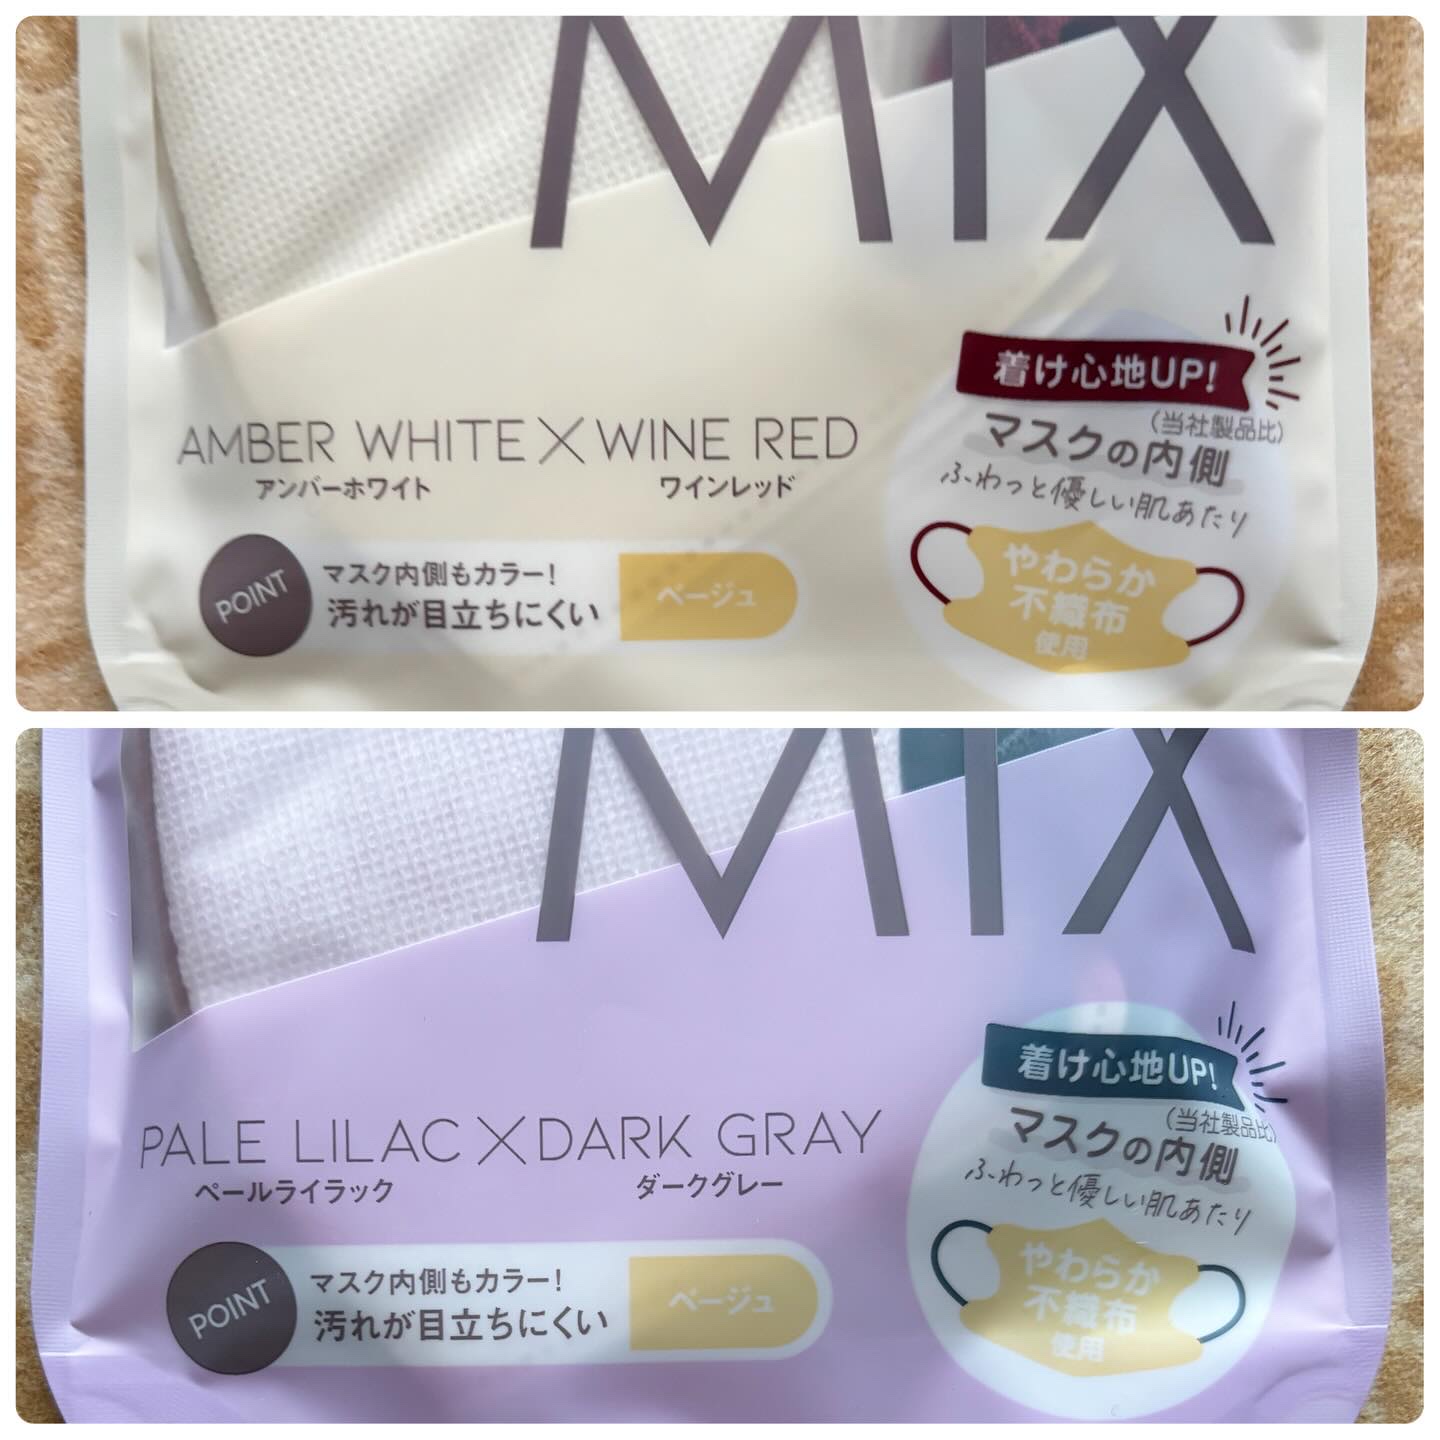 MIX
着け心地UP!
(当社製品比)
マスクの内側
ふわっと優しい肌あたり
やわらか
不織布
使用
AMBER WHITE X WINE RED
アンバーホワイト ワインレッド
POINT
マスク内側もカラー!
汚れが目立ちにくい
ベージュ
MIX
着け心地UP!
(当社製品比)
マスクの内側
ふわっと優しい肌あたり
やわらか
不織布
使用
PALE LILAC X DARK GRAY
ペールライラック ダークグレー
POINT
マスク内側もカラー!
汚れが目立ちにくい
ベージュ